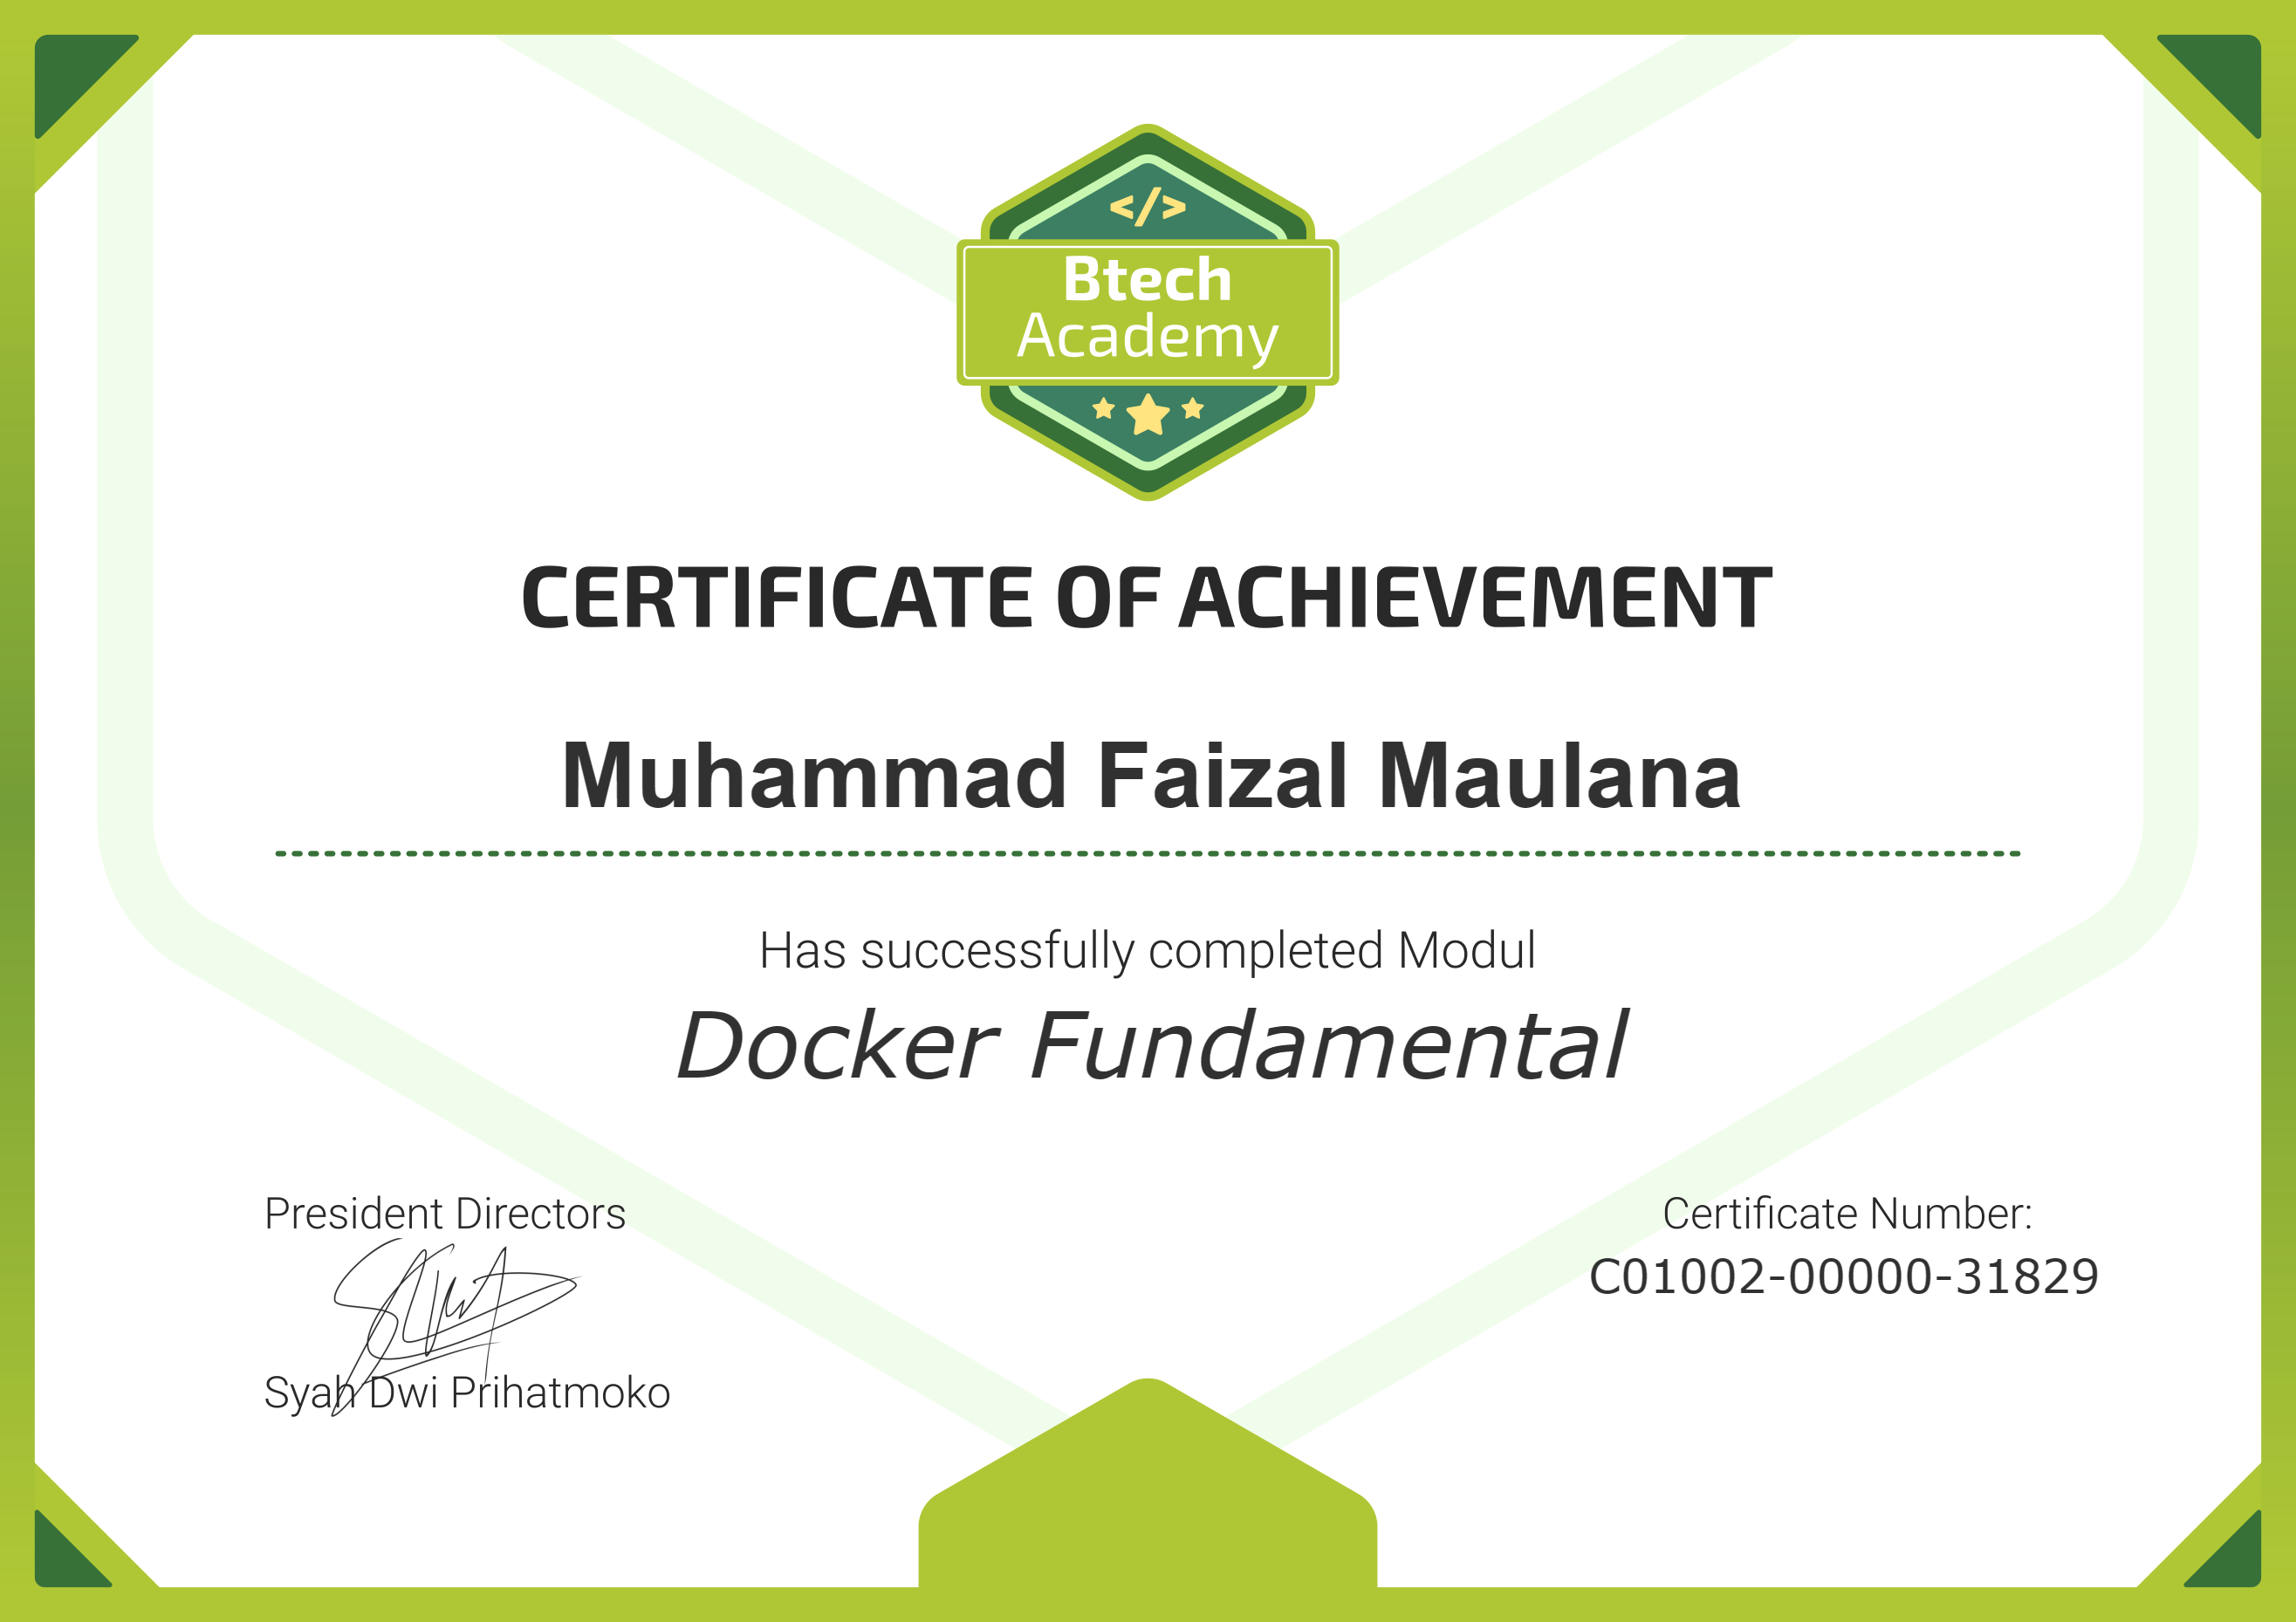 </>
Btech
Academy
CERTIFICATE OF ACHIEVEMENT
Muhammad Faizal Maulana
Has successfully completed Modul
Docker Fundamental
President Directors
Syah Dwi Prihatmoko
Certificate Number:
C01002-00000-31829